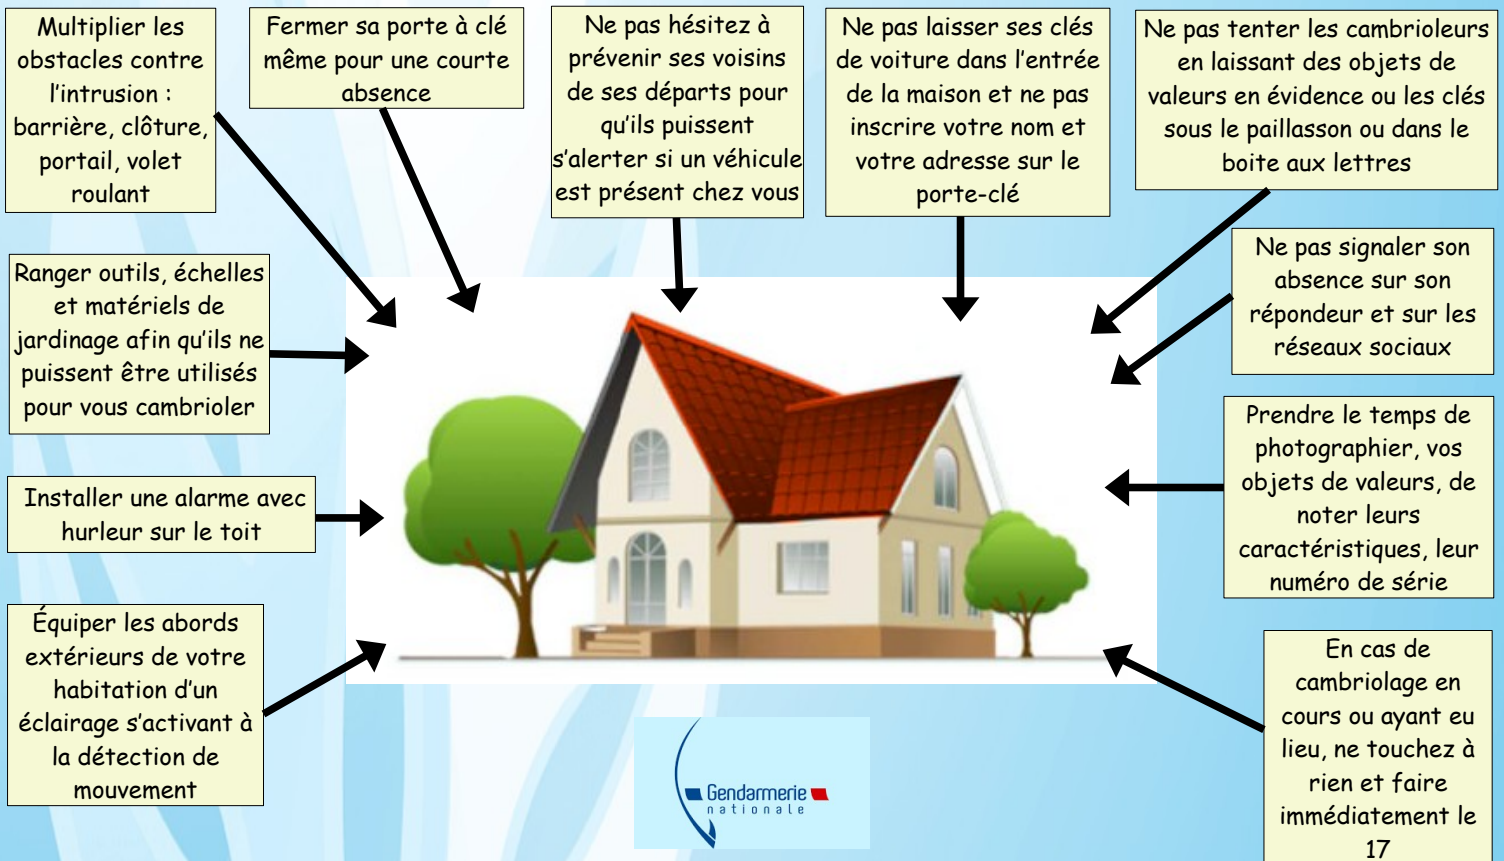 Multiplier les
obstacles contre
l'intrusion :
barrière, clôture,
portail, volet
roulant
Fermer sa porte à clé
même pour une courte
absence
Ne pas hésitez à
prévenir ses voisins
de ses départs pour
qu'ils puissent
s'alerter si un véhicule
est présent chez vous
Ne pas laisser ses clés
de voiture dans l'entrée
de la maison et ne pas
inscrire votre nom et
votre adresse sur le
porte-clé
Ne pas tenter les cambrioleurs
en laissant des objets de
valeurs en évidence ou les clés
sous le paillasson ou dans le
boite aux lettres
Ranger outils, échelles
et matériels de
jardinage afin qu'ils ne
puissent être utilisés
pour vous cambrioler
Ne pas signaler son
absence sur son
répondeur et sur les
réseaux sociaux
Installer une alarme avec
hurleur sur le toit
Prendre le temps de
photographier, vos
objets de valeurs, de
noter leurs
caractéristiques, leur
numéro de série
Équiper les abords
extérieurs de votre
habitation d'un
éclairage s'activant à
la détection de
mouvement
En cas de
cambriolage en
cours ou ayant eu
lieu, ne touchez à
rien et faire
immédiatement le
17
Gendarmerie
nationale